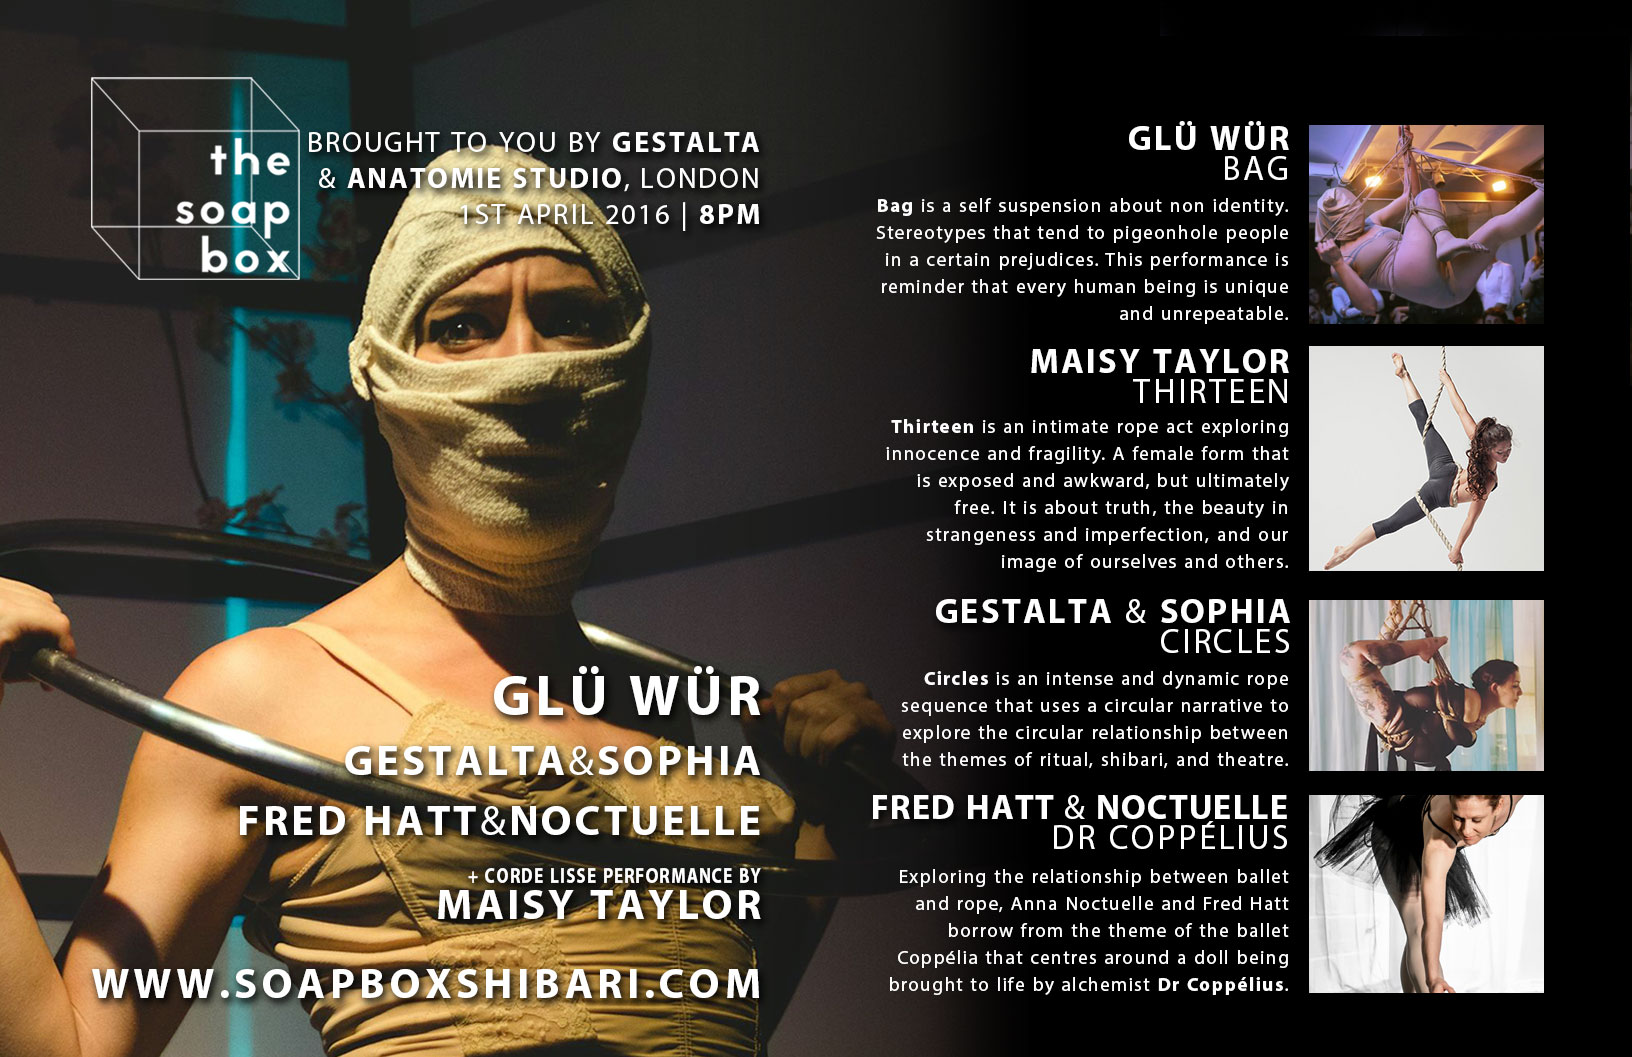 the
soap
box
BROUGHT TO YOU BY GESTALTA
& ANATOMIE STUDIO, LONDON
1ST APRIL 2016 | 8PM
GLÜ WÜR
GESTALTA&SOPHIA
FRED HATT&NOCTUELLE
+ CORDE LISSE PERFORMANCE BY
MAISY TAYLOR
WWW.SOAPBOXSHIBARI.COM
GLÜ WÜR
BAG
Bag is a self suspension about non identity.
Stereotypes that tend to pigeonhole people
in a certain prejudices. This performance is
reminder that every human being is unique
and unrepeatable.
MAISY TAYLOR
THIRTEEN
Thirteen is an intimate rope act exploring
innocence and fragility. A female form that
is exposed and awkward, but ultimately
free. It is about truth, the beauty in
strangeness and imperfection, and our
image of ourselves and others.
GESTALTA & SOPHIA
CIRCLES
Circles is an intense and dynamic rope
sequence that uses a circular narrative to
explore the circular relationship between
the themes of ritual, shibari, and theatre.
FRED HATT & NOCTUELLE
DR COPPÉLIUS
Exploring the relationship between ballet
and rope, Anna Noctuelle and Fred Hatt
borrow from the theme of the ballet
Coppélia that centres around a doll being
brought to life by alchemist Dr Coppélius.